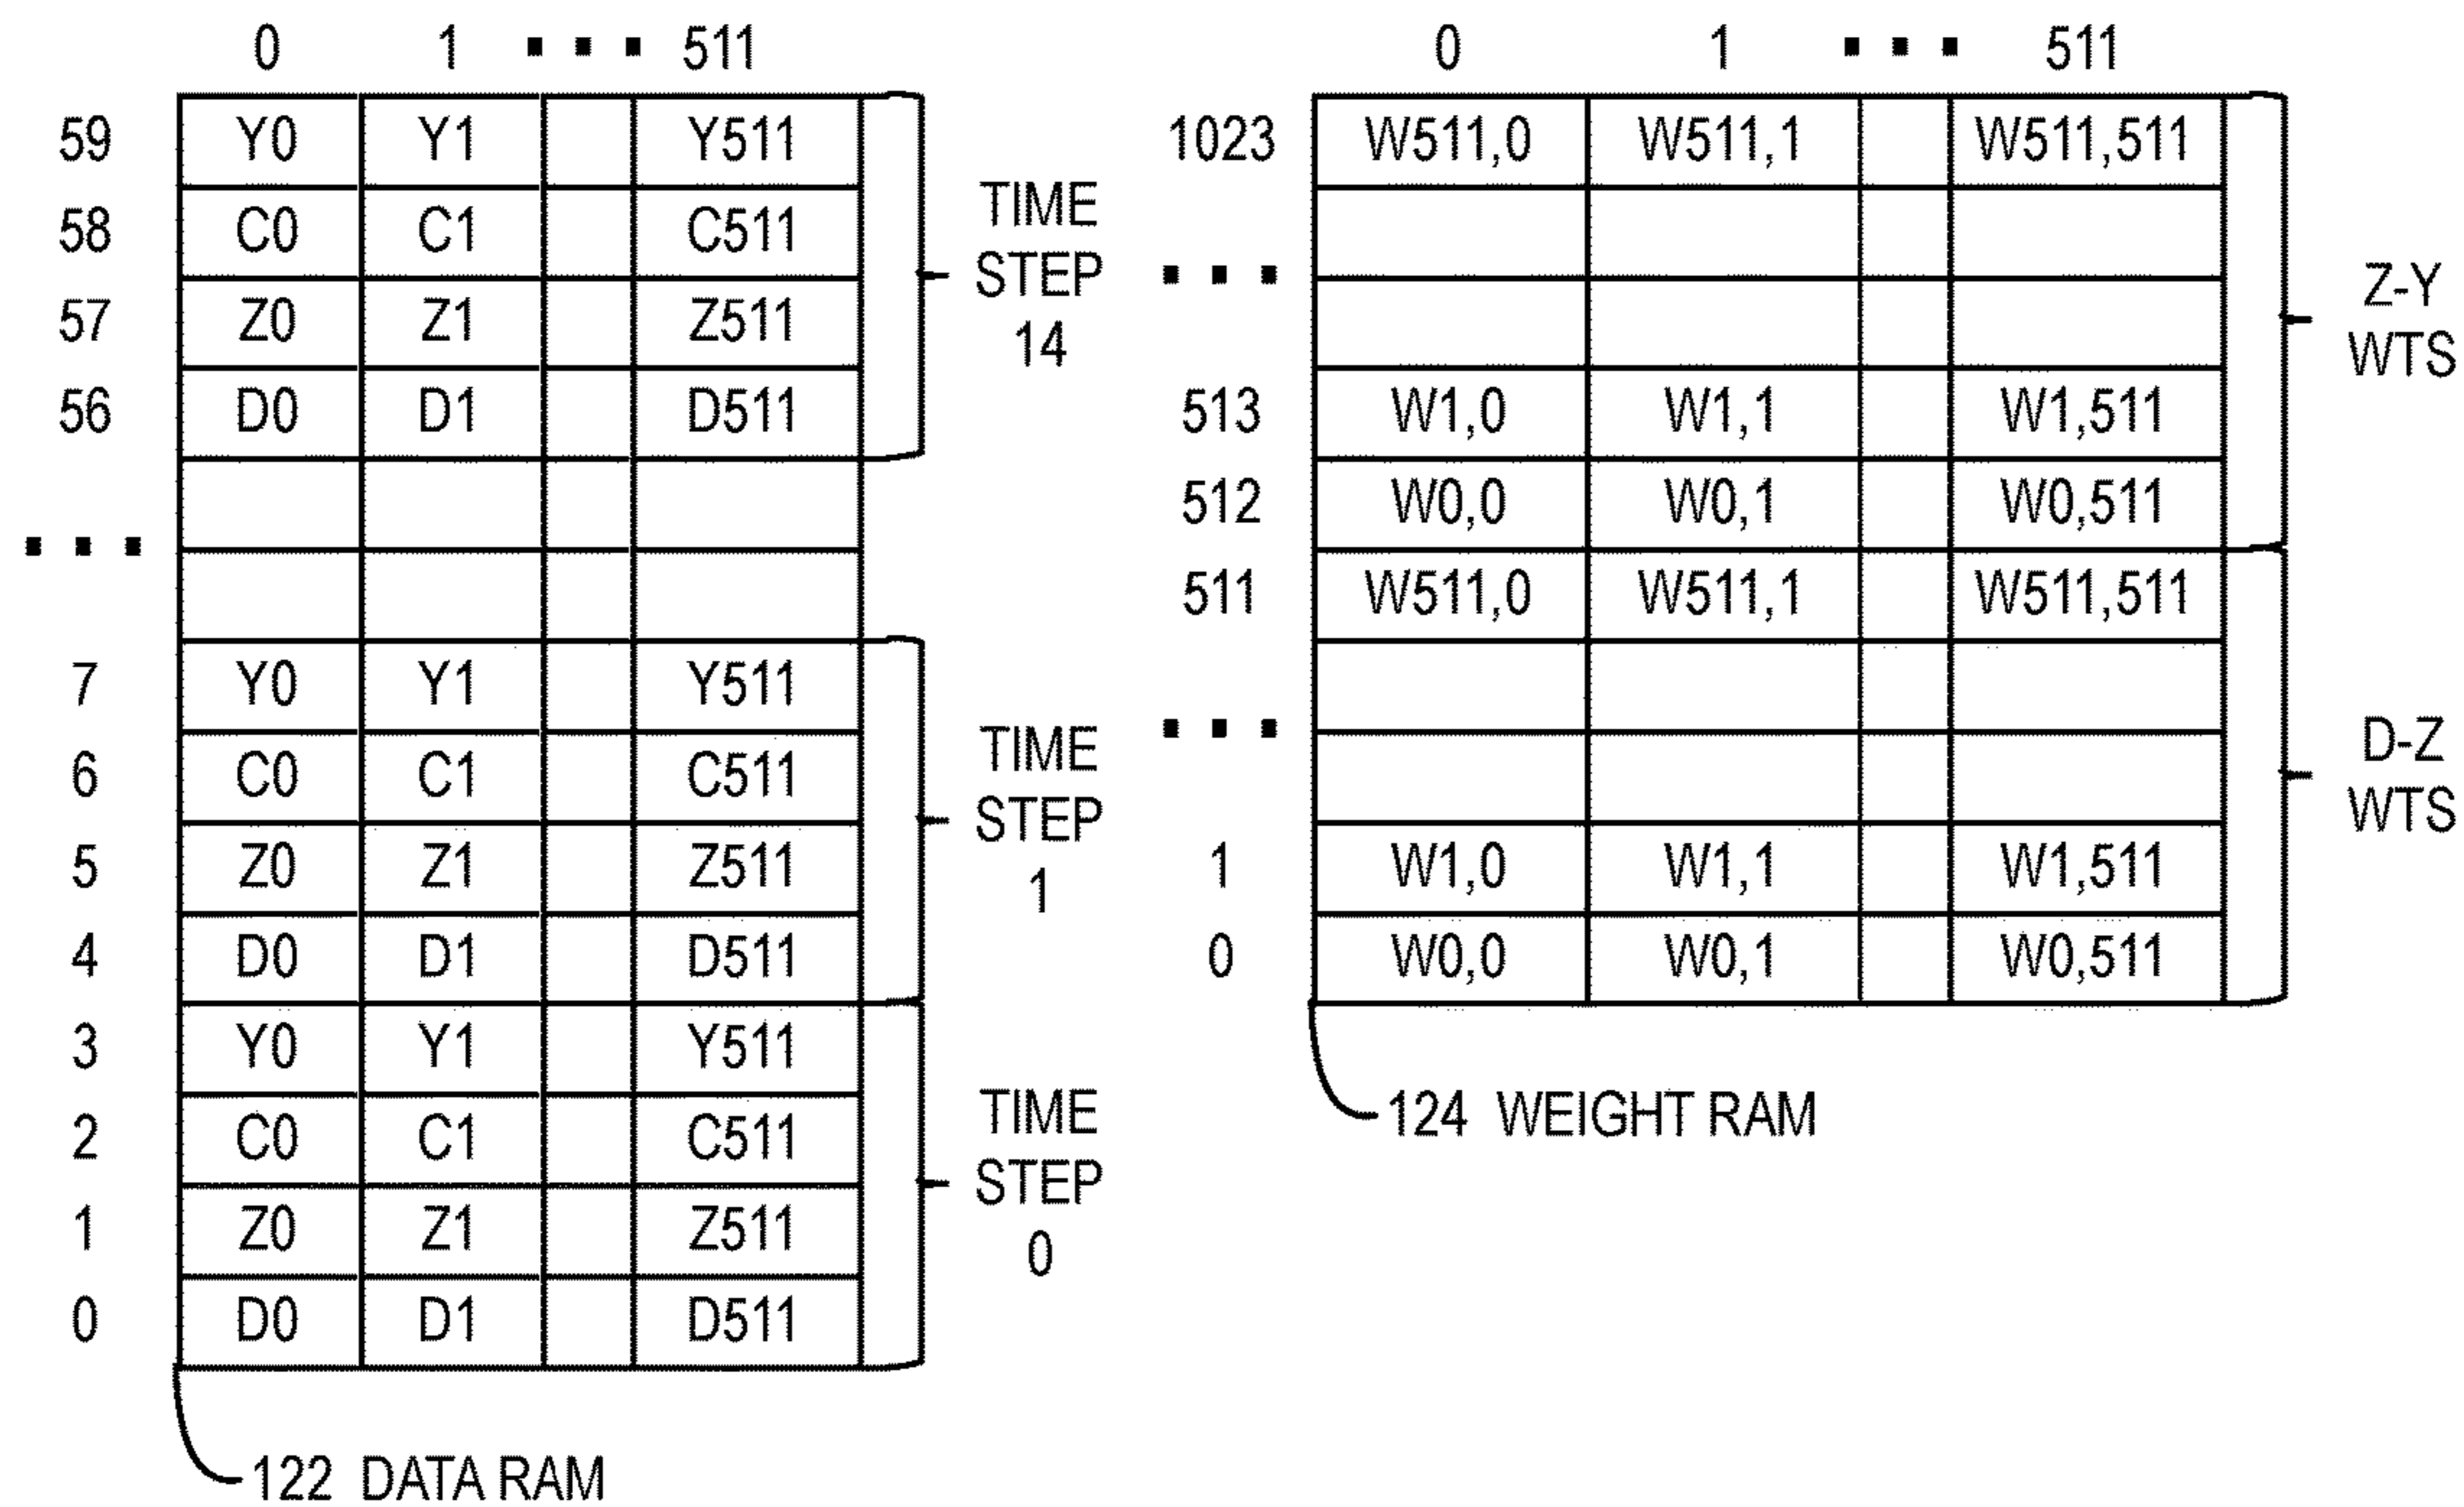 0 1 ▪ ▪ ▪ 511
59 Y0 Y1 Y511
58 C0 C1 C511
57 Z0 Z1 Z511
56 D0 D1 D511
TIME
STEP
14
▪ ▪ ▪
7 Y0 Y1 Y511
6 C0 C1 C511
5 Z0 Z1 Z511
4 D0 D1 D511
TIME
STEP
1
3 Y0 Y1 Y511
2 C0 C1 C511
1 Z0 Z1 Z511
0 D0 D1 D511
TIME
STEP
0
122 DATA RAM
0 1 ▪ ▪ ▪ 511
1023 W511,0 W511,1 W511,511
▪ ▪ ▪
513 W1,0 W1,1 W1,511
512 W0,0 W0,1 W0,511
Z-Y
WTS
511 W511,0 W511,1 W511,511
▪ ▪ ▪
1 W1,0 W1,1 W1,511
0 W0,0 W0,1 W0,511
D-Z
WTS
124 WEIGHT RAM